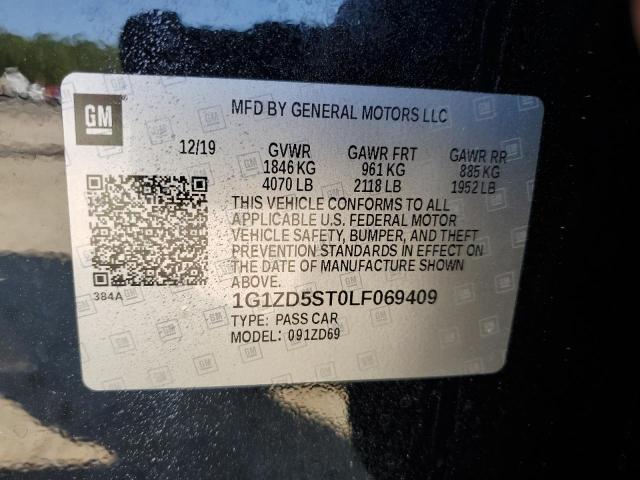 GM
MFD BY GENERAL MOTORS LLC
12/19 GVWR GAWR FRT GAWR RR
1846 KG 961 KG 885 KG
4070 LB 2118 LB 1952 LB
THIS VEHICLE CONFORMS TO ALL
APPLICABLE U.S. FEDERAL MOTOR
VEHICLE SAFETY, BUMPER, AND THEFT
PREVENTION STANDARDS IN EFFECT ON
THE DATE OF MANUFACTURE SHOWN
ABOVE.
384A
1G1ZD5ST0LF069409
TYPE: PASS CAR
MODEL: 091ZD69